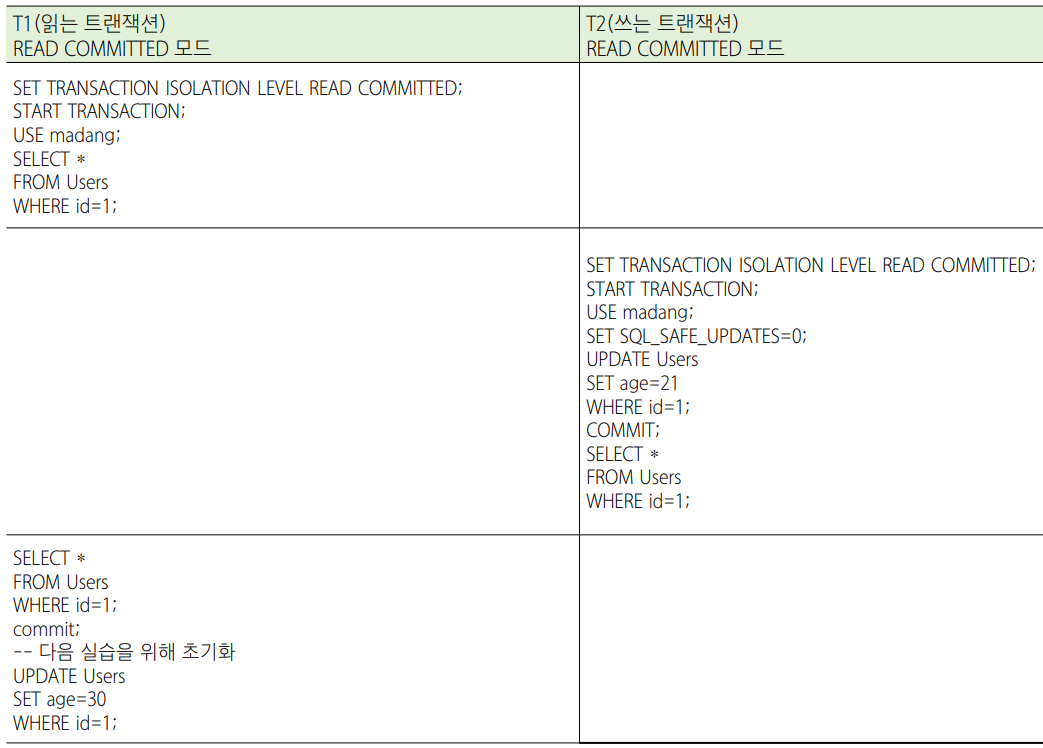 T1(읽는 트랜잭션)
READ COMMITTED 모드
T2(쓰는 트랜잭션)
READ COMMITTED 모드
SET TRANSACTION ISOLATION LEVEL READ COMMITTED;
START TRANSACTION;
USE madang;
SELECT *
FROM Users
WHERE id=1;
SET TRANSACTION ISOLATION LEVEL READ COMMITTED;
START TRANSACTION;
USE madang;
SET SQL_SAFE_UPDATES=0;
UPDATE Users
SET age=21
WHERE id=1;
COMMIT;
SELECT *
FROM Users
WHERE id=1;
SELECT *
FROM Users
WHERE id=1;
commit;
-- 다음 실습을 위해 초기화
UPDATE Users
SET age=30
WHERE id=1;